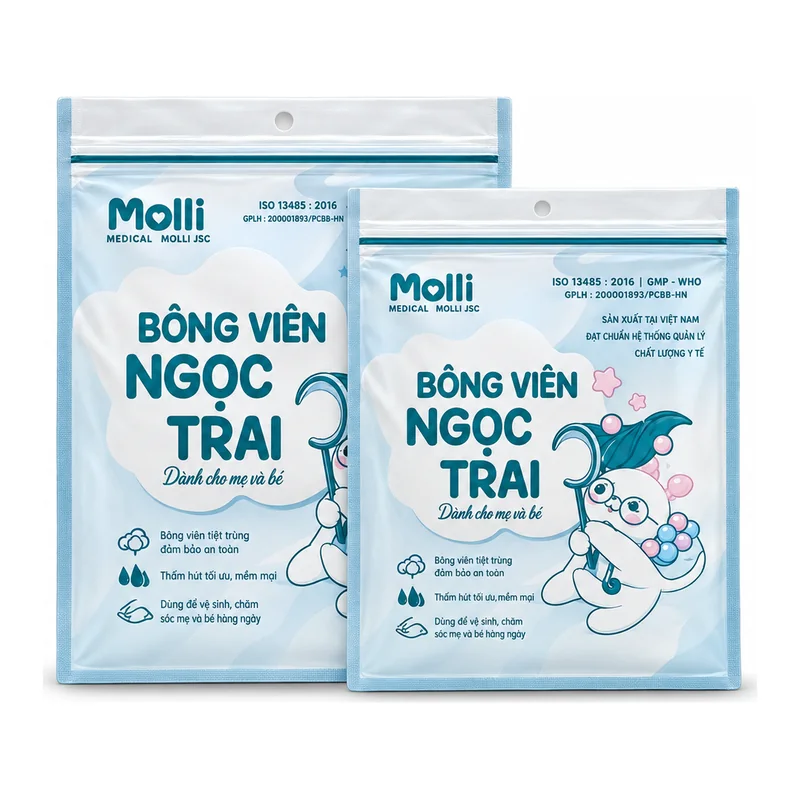 Molli
MEDICAL MOLLI JSC
ISO 13485 : 2016
GPLH : 200001893/PCBB-HN
BÔNG VIÊN
NGỌC
TRAI
Dành cho mẹ và bé
Bông viên tiệt trùng
đảm bảo an toàn
Thấm hút tối ưu, mềm mại
Dùng để vệ sinh, chăm
sóc mẹ và bé hàng ngày
Molli
MEDICAL MOLLI JSC
ISO 13485 : 2016 | GMP - WHO
GPLH : 200001893/PCBB-HN
SẢN XUẤT TẠI VIỆT NAM
ĐẠT CHUẨN HỆ THỐNG QUẢN LÝ
CHẤT LƯỢNG Y TẾ
BÔNG VIÊN
NGỌC
TRAI
Dành cho mẹ và bé
Bông viên tiệt trùng
đảm bảo an toàn
Thấm hút tối ưu, mềm mại
Dùng để vệ sinh, chăm
sóc mẹ và bé hàng ngày